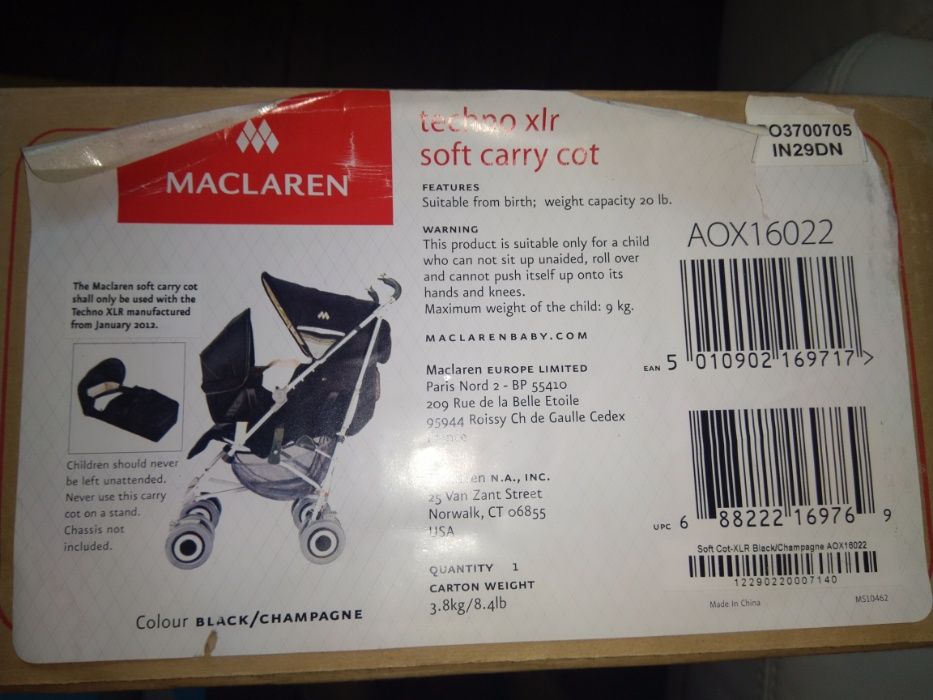 MACLAREN
techno xlr
soft carry cot
O3700705
IN29DN
FEATURES
Suitable from birth; weight capacity 20 lb.
WARNING
This product is suitable only for a child
who can not sit up unaided, roll over
and cannot push itself up onto its
hands and knees.
Maximum weight of the child: 9 kg.
MACLARENBABY.COM
Maclaren EUROPE LIMITED
Paris Nord 2 - BP 55410
209 Rue de la Belle Etoile
95944 Roissy Ch de Gaulle Cedex
N.A., INC.
25 Van Zant Street
Norwalk, CT 06855
USA
QUANTITY 1
CARTON WEIGHT
3.8kg/8.4lb
The Maclaren soft carry cot
shall only be used with the
Techno XLR manufactured
from January 2012.
Children should never
be left unattended.
Never use this carry
cot on a stand.
Chassis not
included.
Colour BLACK/CHAMPAGNE
AOX16022
EAN 5 010902 169717 >
UPC 6 88222 16976 9
Soft Cot-XLR Black/Champagne AOX16022
12290220007140
Made In China
MS10462